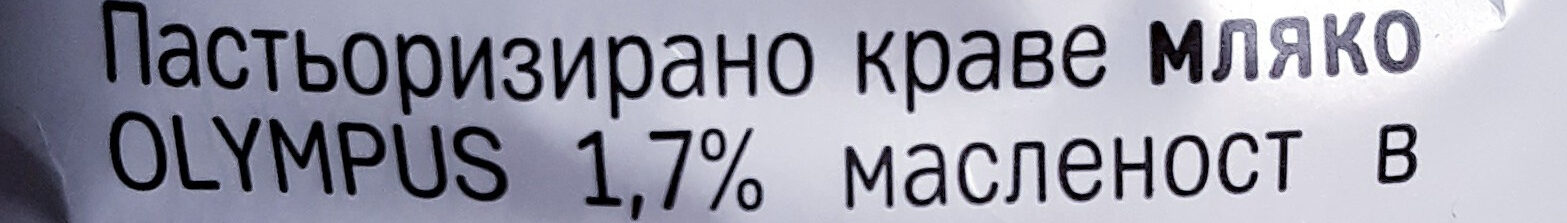 Пастьоризирано краве мляко
OLYMPUS 1,7% масленост в